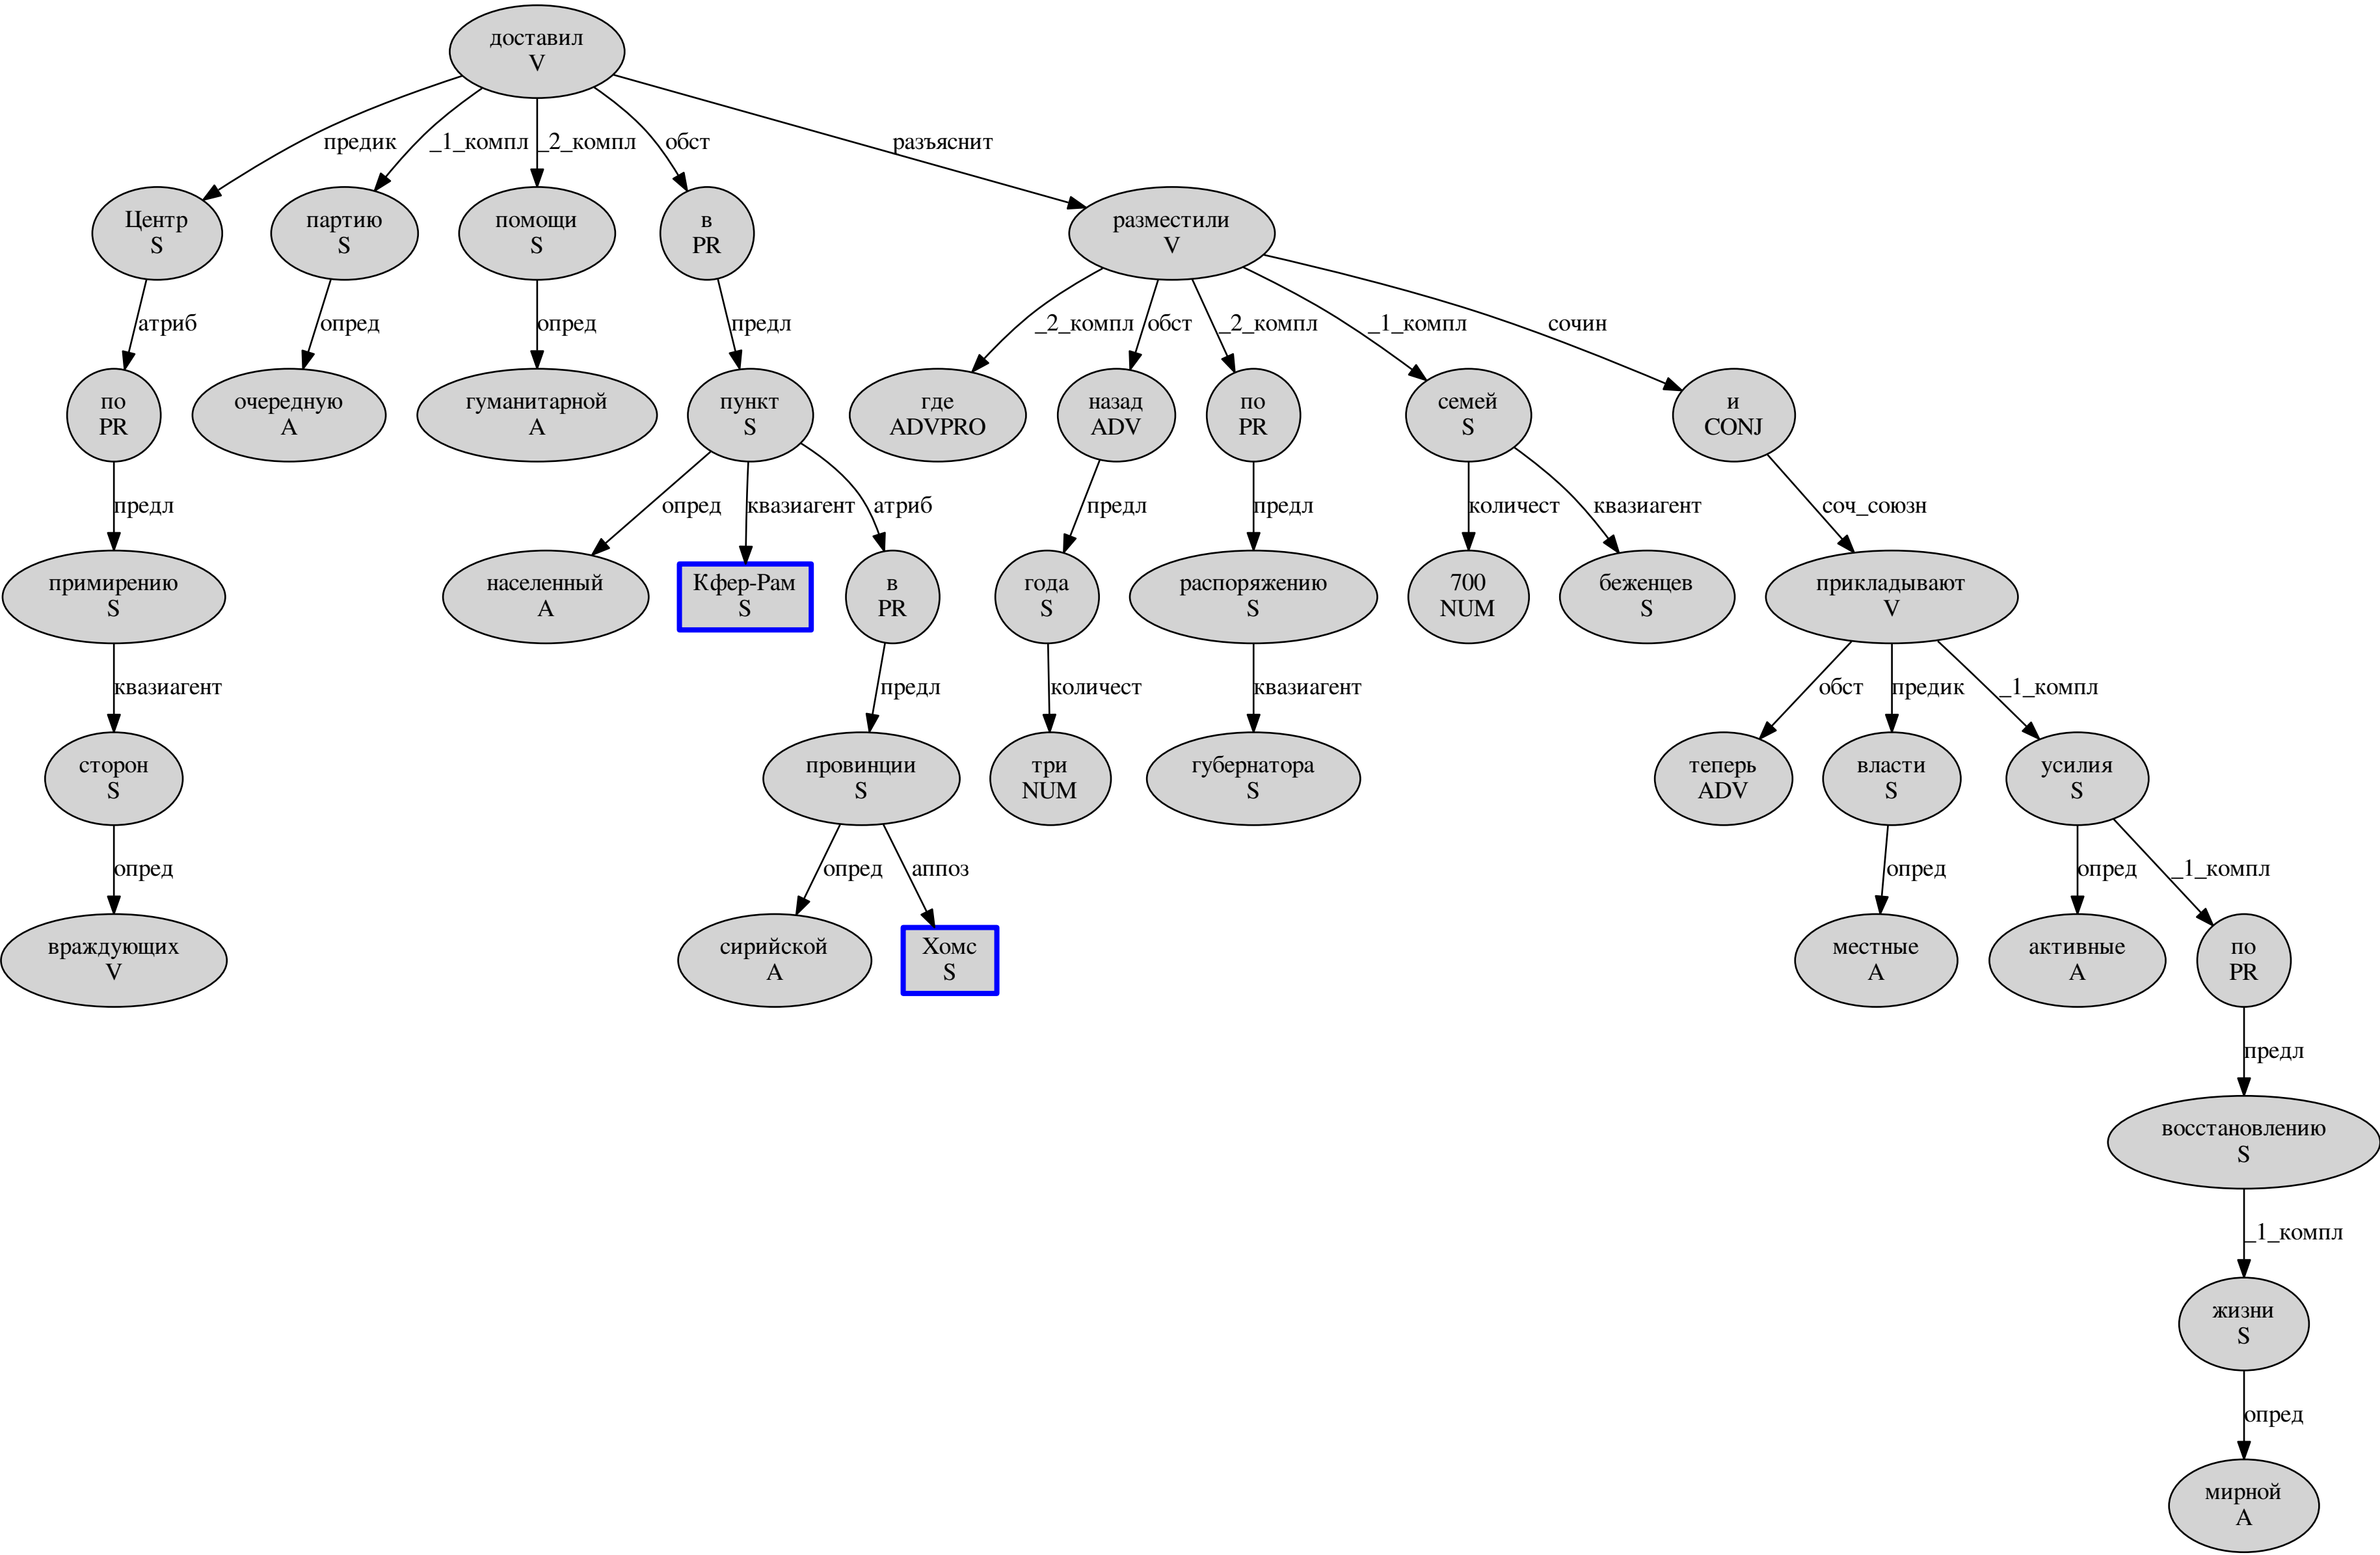 доставил
V
предик
_1_компл
_2_компл
обст
разъяснит
Центр
S
партию
S
помощи
S
в
PR
разместили
V
атриб
опред
опред
предл
_2_компл
обст
_2_компл
_1_компл
сочин
по
PR
очередную
A
гуманитарной
A
пункт
S
где
ADVPRO
назад
ADV
по
PR
семей
S
и
CONJ
предл
опред
квазиагент
атриб
предл
предл
количест
квазиагент
соч_союзн
примирению
S
населенный
A
Кфер-Рам
S
в
PR
года
S
распоряжению
S
700
NUM
беженцев
S
прикладывают
V
квазиагент
предл
количест
квазиагент
обст
предик
_1_компл
сторон
S
провинции
S
три
NUM
губернатора
S
теперь
ADV
власти
S
усилия
S
опред
опред
аппоз
опред
опред
_1_компл
враждующих
V
сирийской
A
Хомс
S
местные
A
активные
A
по
PR
предл
восстановлению
S
_1_компл
жизни
S
опред
мирной
A